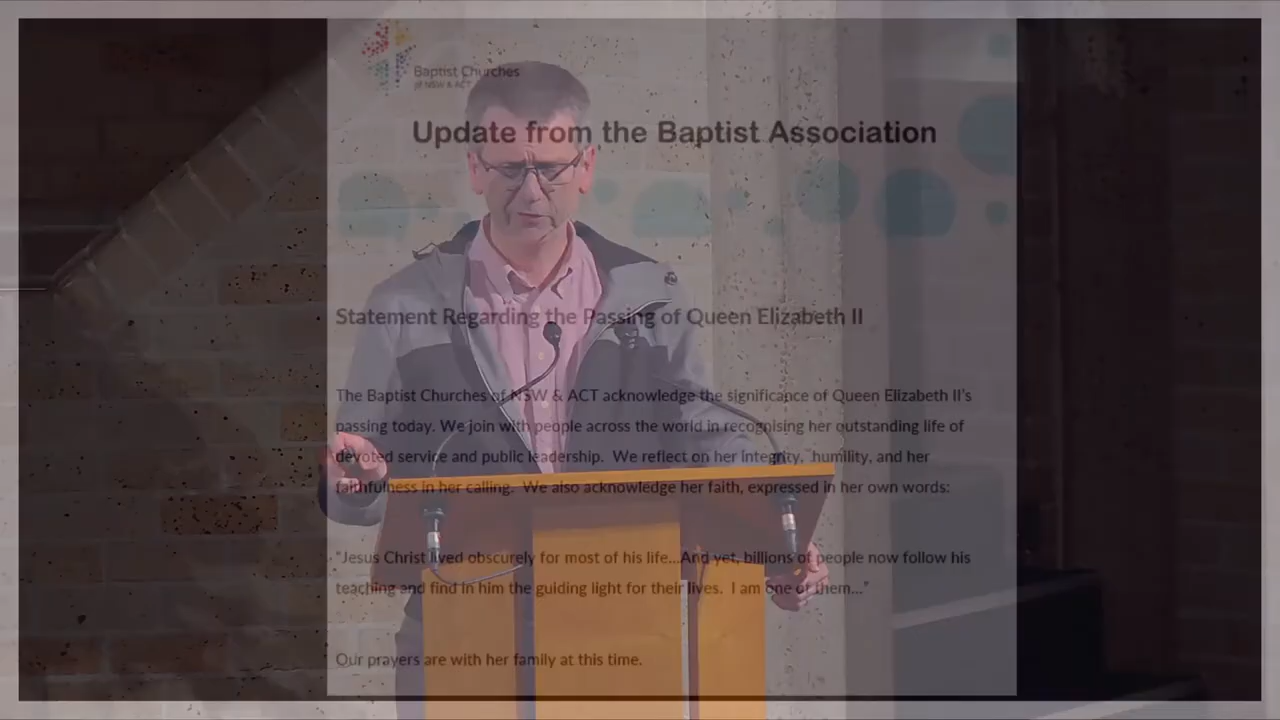 Baptist Churches
of NSW & ACT
Update from the Baptist Association
Statement Regarding the Passing of Queen Elizabeth II
The Baptist Churches of NSW & ACT acknowledge the significance of Queen Elizabeth II's
passing today. We join with people across the world in recognising her outstanding life of
devoted service and public leadership. We reflect on her integrity, humility, and her
faithfulness in her calling. We also acknowledge her faith, expressed in her own words:
"Jesus Christ lived obscurely for most of his life...And yet, billions of people now follow his
teaching and find in him the guiding light for their lives. I am one of them..."
Our prayers are with her family at this time.